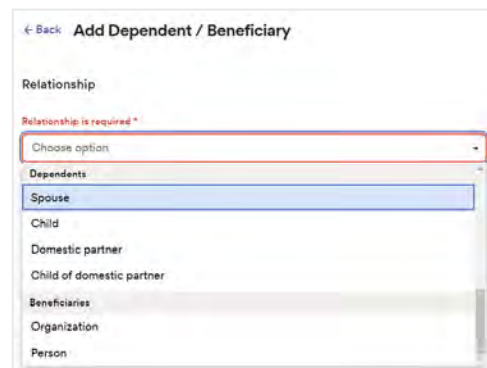 ← Back Add Dependent / Beneficiary
Relationship
Relationship is required *
Choose option
Dependents
Spouse
Child
Domestic partner
Child of domestic partner
Beneficiaries
Organization
Person